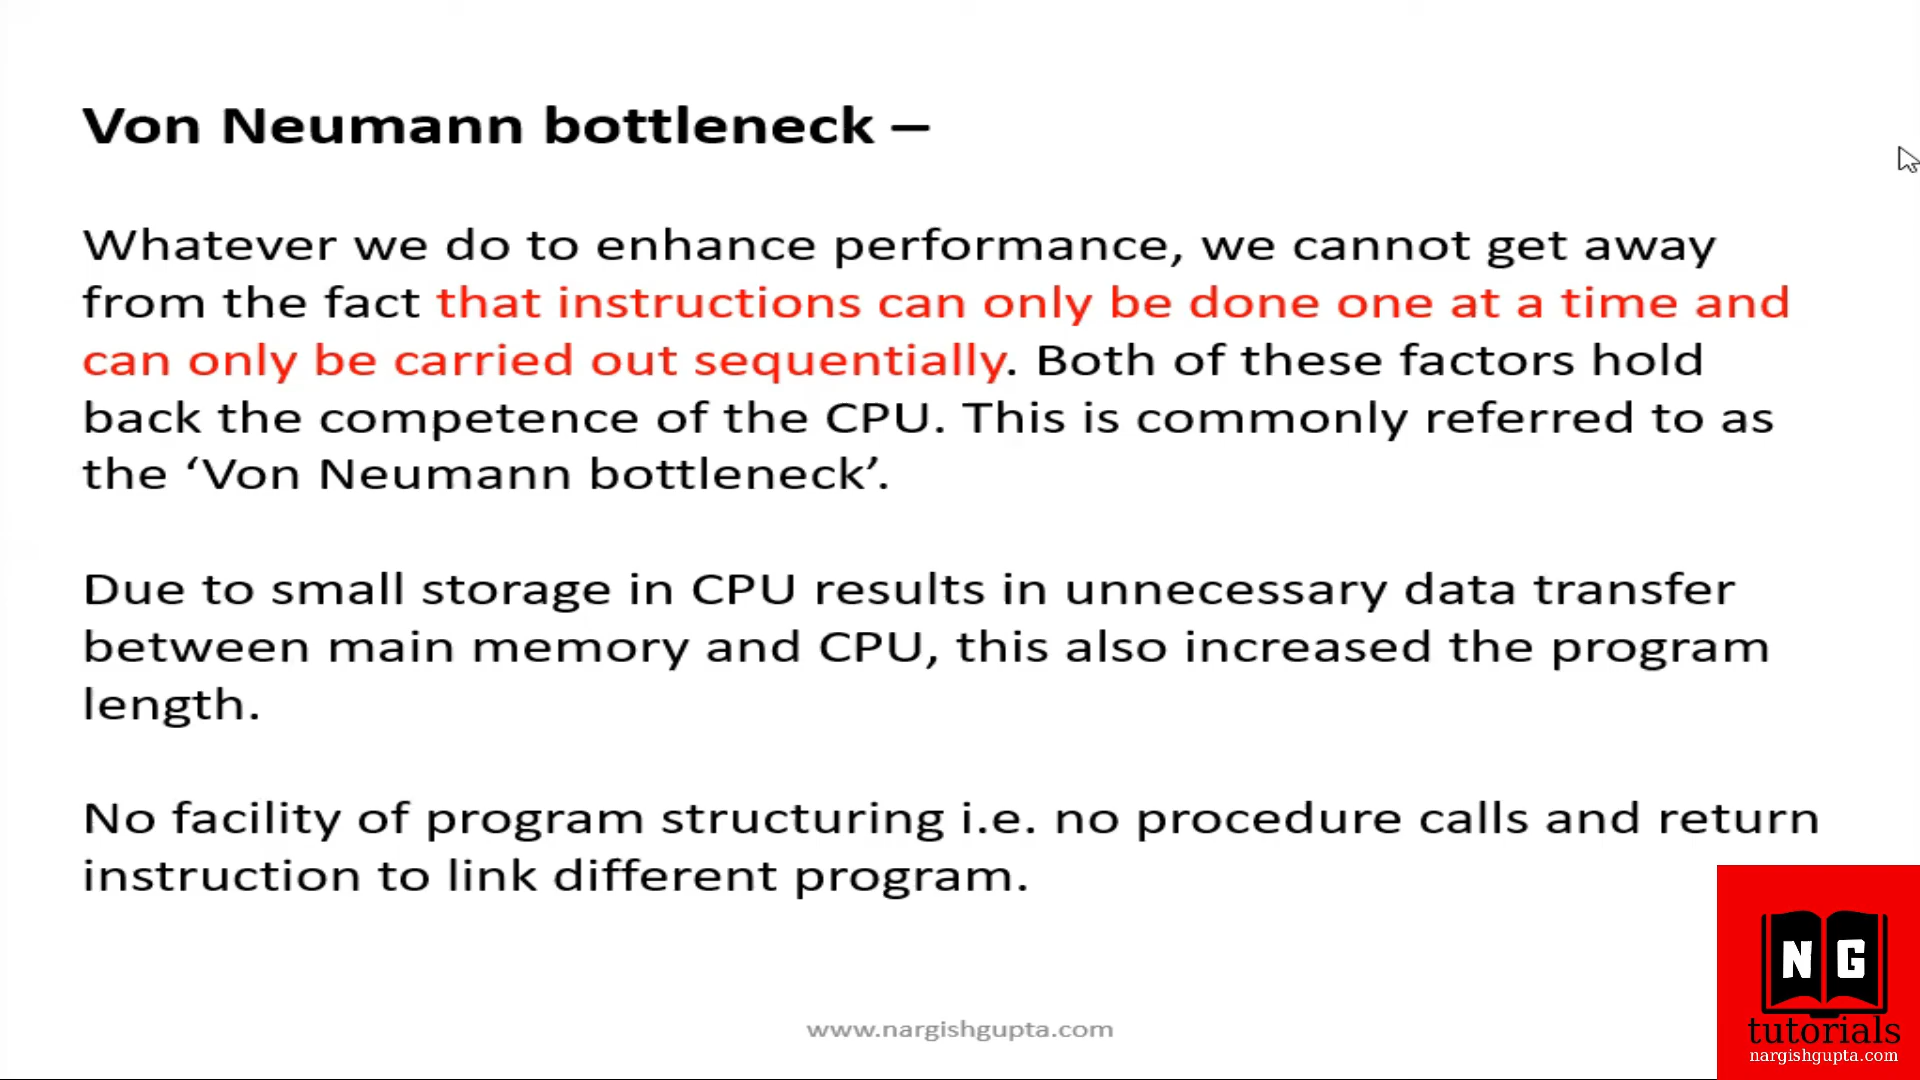 Von Neumann bottleneck –
Whatever we do to enhance performance, we cannot get away
from the fact that instructions can only be done one at a time and
can only be carried out sequentially. Both of these factors hold
back the competence of the CPU. This is commonly referred to as
the ‘Von Neumann bottleneck’.
Due to small storage in CPU results in unnecessary data transfer
between main memory and CPU, this also increased the program
length.
No facility of program structuring i.e. no procedure calls and return
instruction to link different program.
www.nargishgupta.com
N G
tutorials
nargishgupta.com